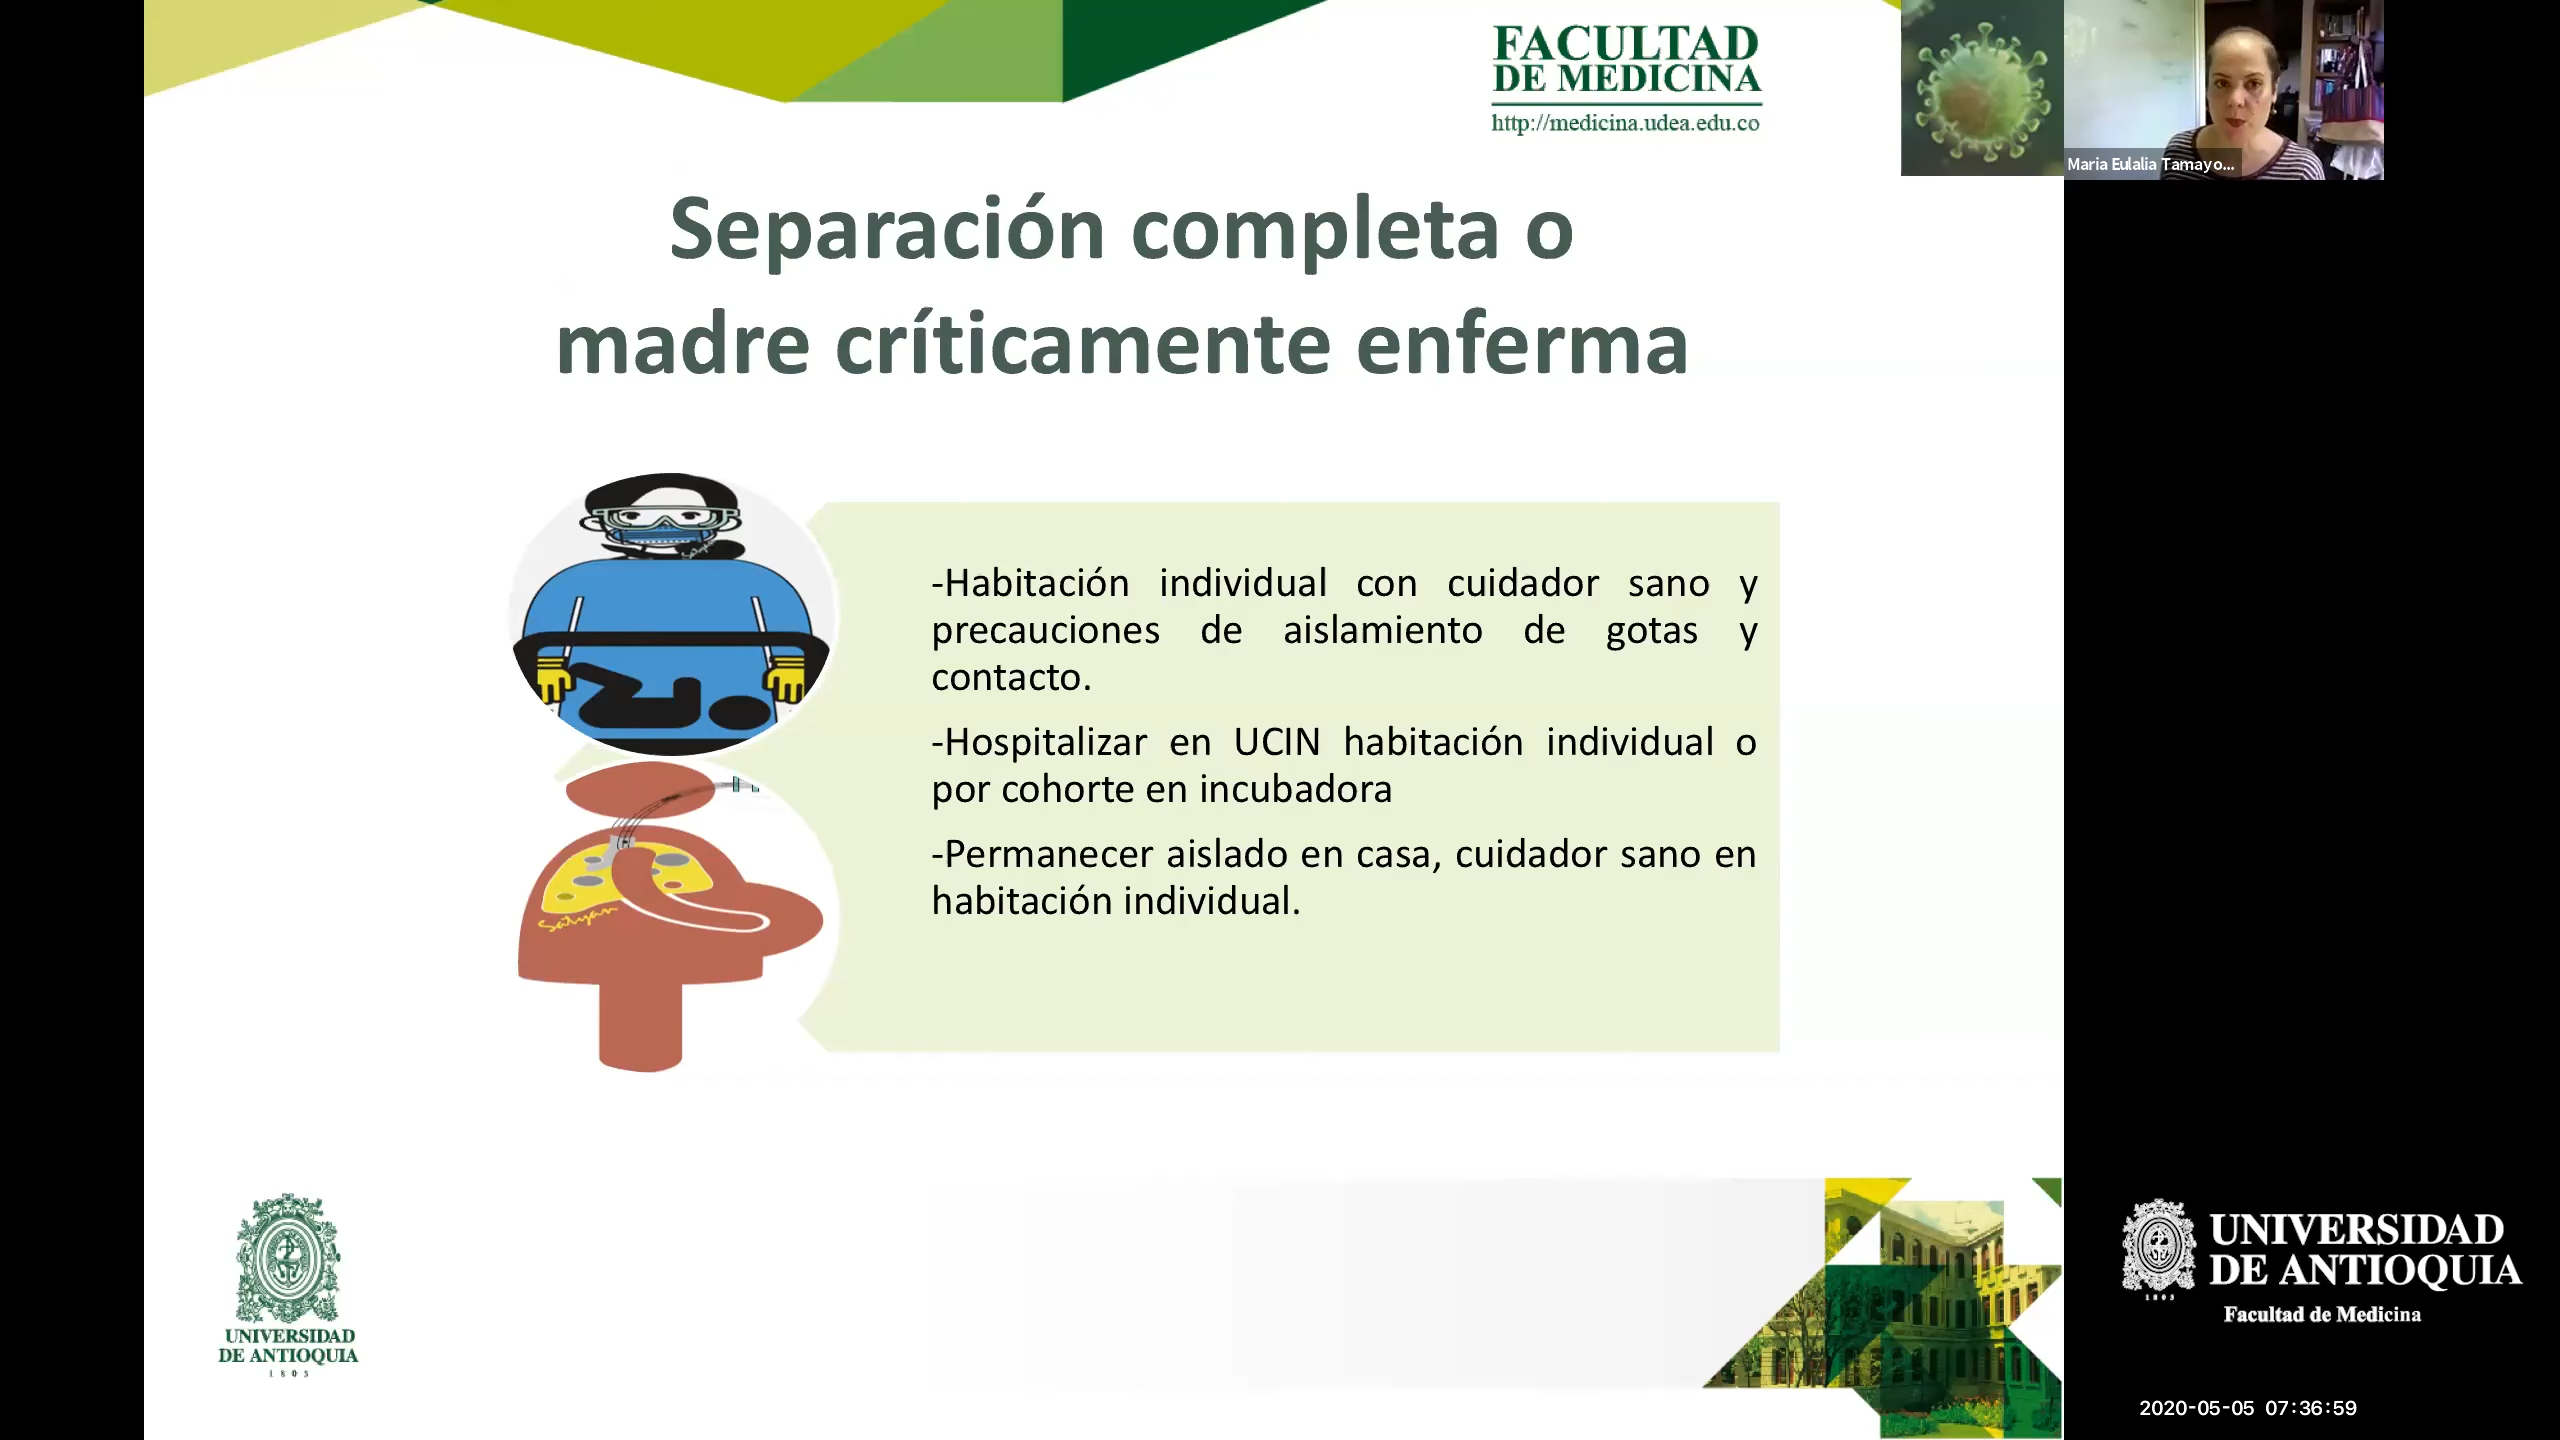 FACULTAD
DE MEDICINA
http://medicina.udea.edu.co
Maria Eulalia Tamayo...
Separación completa o
madre críticamente enferma
-Habitación individual con cuidador sano y
precauciones de aislamiento de gotas y
contacto.
-Hospitalizar en UCIN habitación individual o
por cohorte en incubadora
-Permanecer aislado en casa, cuidador sano en
habitación individual.
Satyan
UNIVERSIDAD
DE ANTIOQUIA
1803
1803
UNIVERSIDAD
DE ANTIOQUIA
Facultad de Medicina
2020-05-05 07:36:59